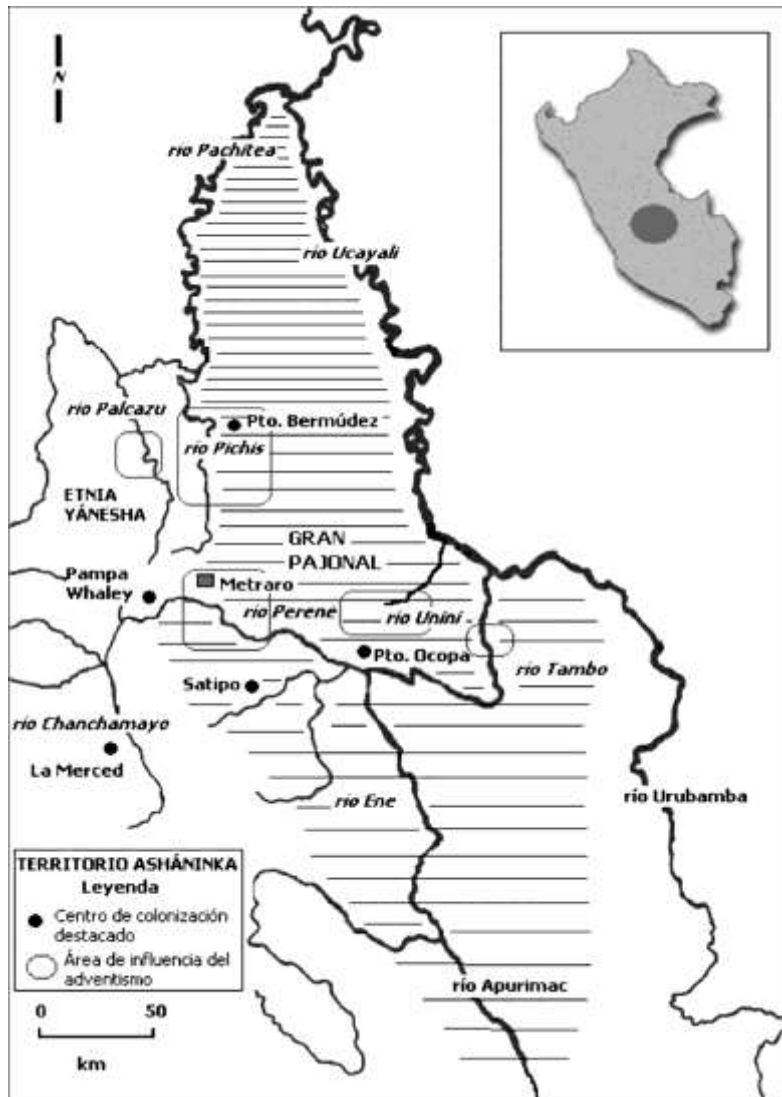 N
río Pachitea
río Ucayali
río Palcazu
Pto. Bermúdez
río Pichis
ETNIA
YÁNESHA
GRAN
PAJONAL
Pampa
Whaley
Metraro
río Perene
río Unini
Pto. Ocopa
río Tambo
Satipo
río Chanchamayo
La Merced
río Urubamba
río Ene
TERRITORIO ASHÁNINKA
Leyenda
Centro de colonización
destacado
Área de influencia del
adventismo
río Apurimac
0 50
km